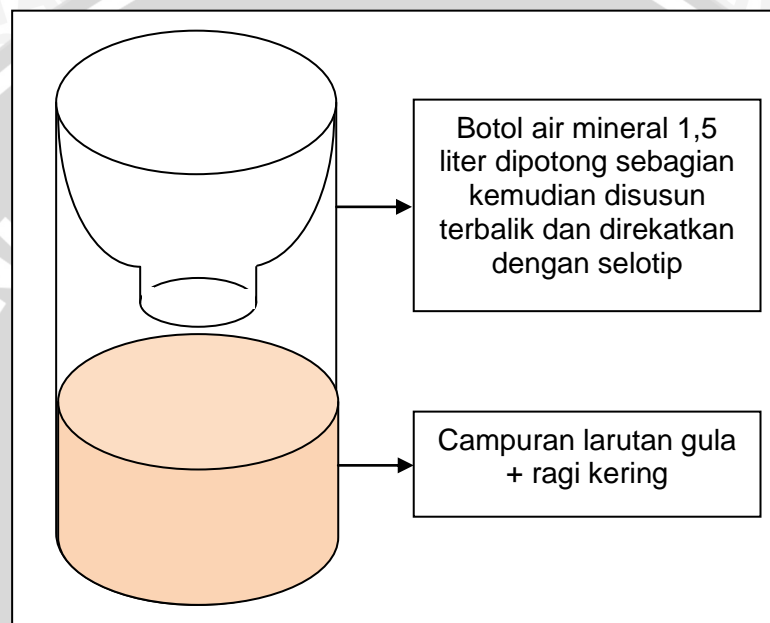 Botol air mineral 1,5
liter dipotong sebagian
kemudian disusun
terbalik dan direkatkan
dengan selotip
Campuran larutan gula
+ ragi kering